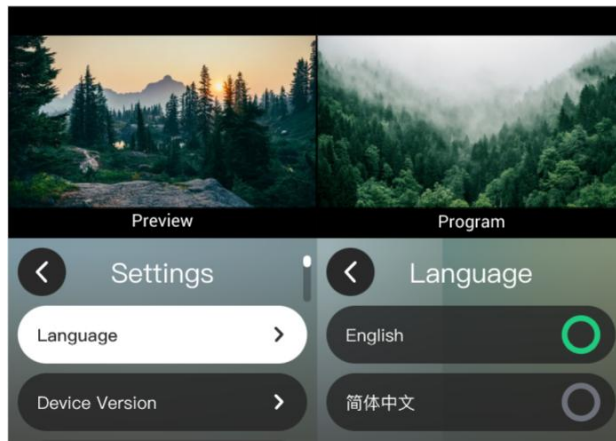 Preview
Program
Settings
Language
Device Version
Language
English
简体中文